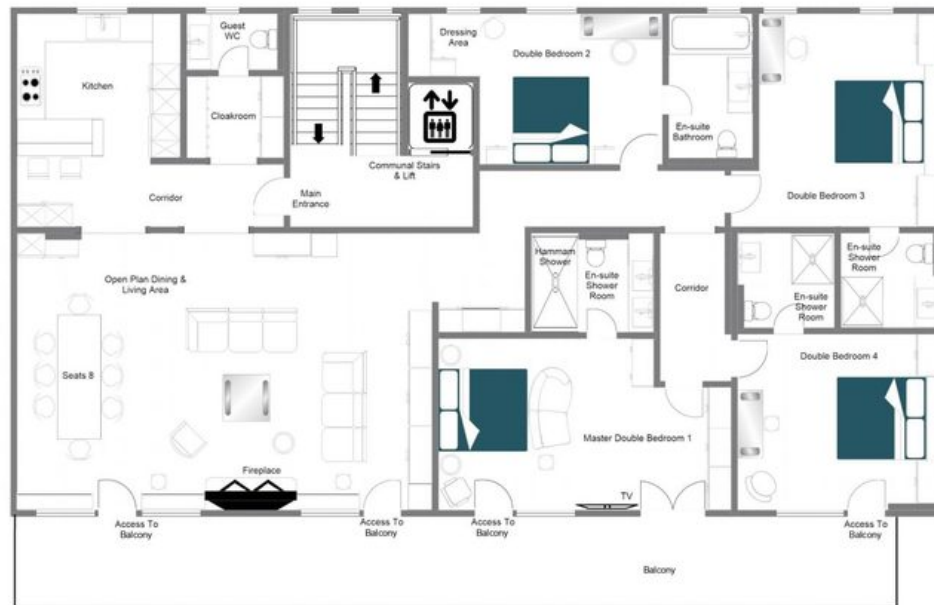 Guest
WC
Dressing
Area
Double Bedroom 2
Kitchen
Cloakroom
En-suite
Bathroom
Communal Stairs
& Lift
Corridor
Main
Entrance
Double Bedroom 3
Hammam
Shower
En-suite
Shower
Room
Corridor
En-suite
Shower Room
En-suite
Shower
Room
Open Plan Dining &
Living Area
Seats 8
Double Bedroom 4
Master Double Bedroom 1
Fireplace
TV
Access To
Balcony
Access To
Balcony
Access To
Balcony
Access To
Balcony
Balcony